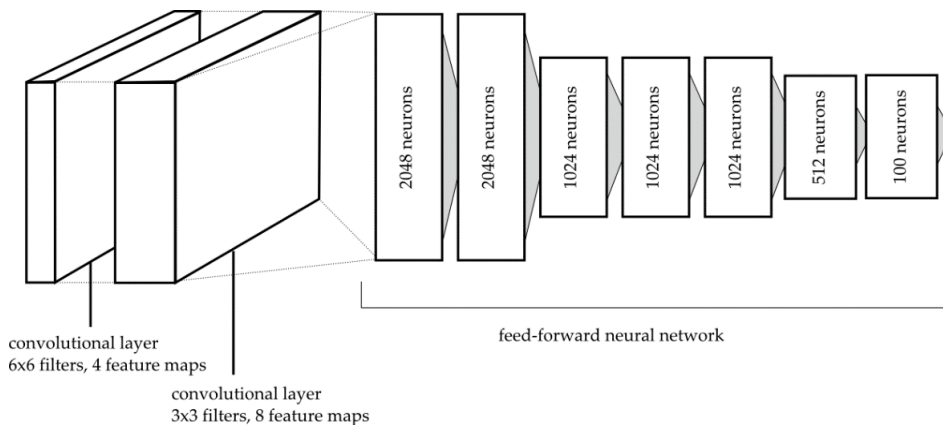 2048 neurons
2048 neurons
1024 neurons
1024 neurons
1024 neurons
512 neurons
100 neurons
feed-forward neural network
convolutional layer
6x6 filters, 4 feature maps
convolutional layer
3x3 filters, 8 feature maps